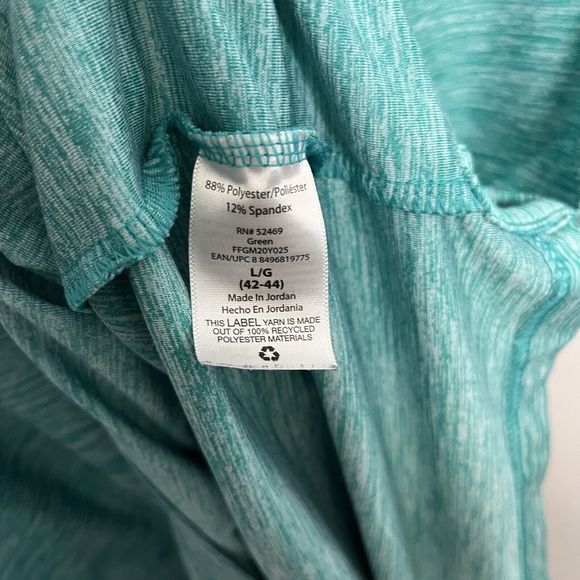 88% Polyester/Poliéster
12% Spandex
RN# 52469
Green
FFGM20Y025
EAN/UPC 8 8496819775
L/G
(42-44)
Made In Jordan
Hecho En Jordania
THIS LABEL YARN IS MADE
OUT OF 100% RECYCLED
POLYESTER MATERIALS